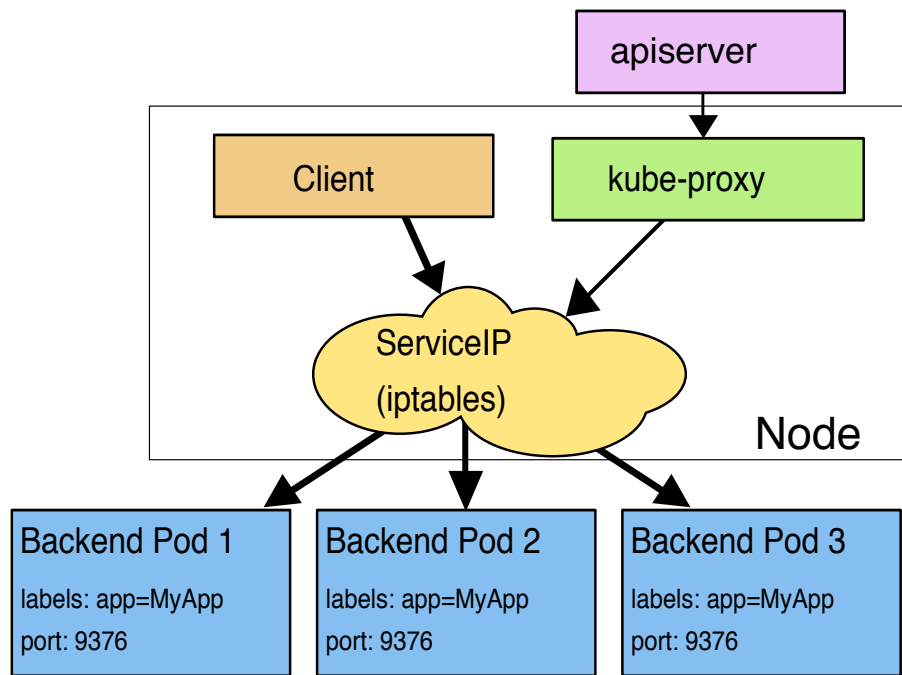 apiserver
Client
kube-proxy
ServiceIP
(iptables)
Node
Backend Pod 1
labels: app=MyApp
port: 9376
Backend Pod 2
labels: app=MyApp
port: 9376
Backend Pod 3
labels: app=MyApp
port: 9376